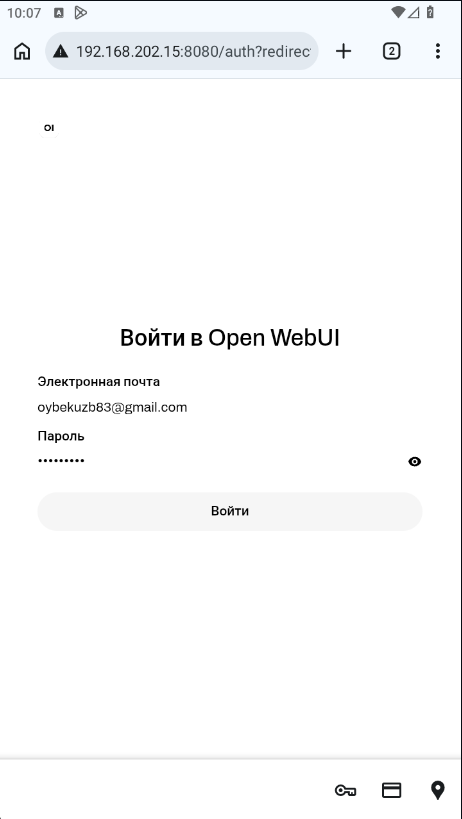 10:07
192.168.202.15:8080/auth?redirec
2
OI
Войти в Open WebUI
Электронная почта
oybekuzb83@gmail.com
Пароль
•••••••••
Войти